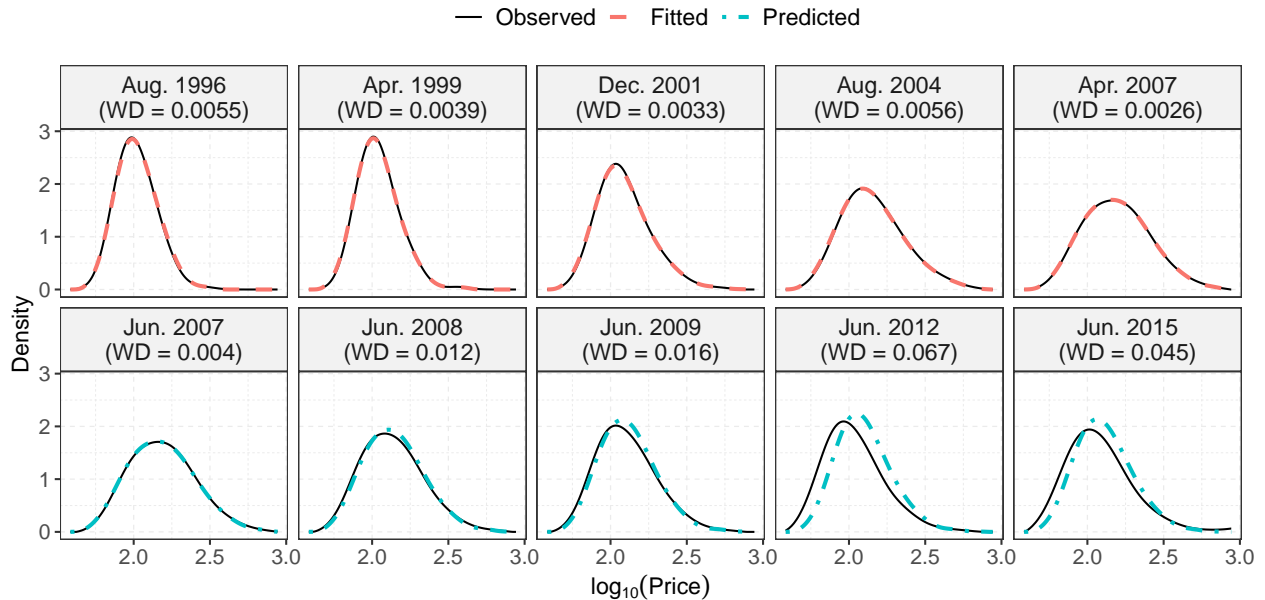 Observed Fitted Predicted
Aug. 1996 Apr. 1999 Dec. 2001 Aug. 2004 Apr. 2007
(WD = 0.0055) (WD = 0.0039) (WD = 0.0033) (WD = 0.0056) (WD = 0.0026)
3
2
1
0
Density
Jun. 2007 Jun. 2008 Jun. 2009 Jun. 2012 Jun. 2015
(WD = 0.004) (WD = 0.012) (WD = 0.016) (WD = 0.067) (WD = 0.045)
3
2
1
0
2.0 2.5 3.0 2.0 2.5 3.0 2.0 2.5 3.0 2.0 2.5 3.0 2.0 2.5 3.0
log₁₀(Price)